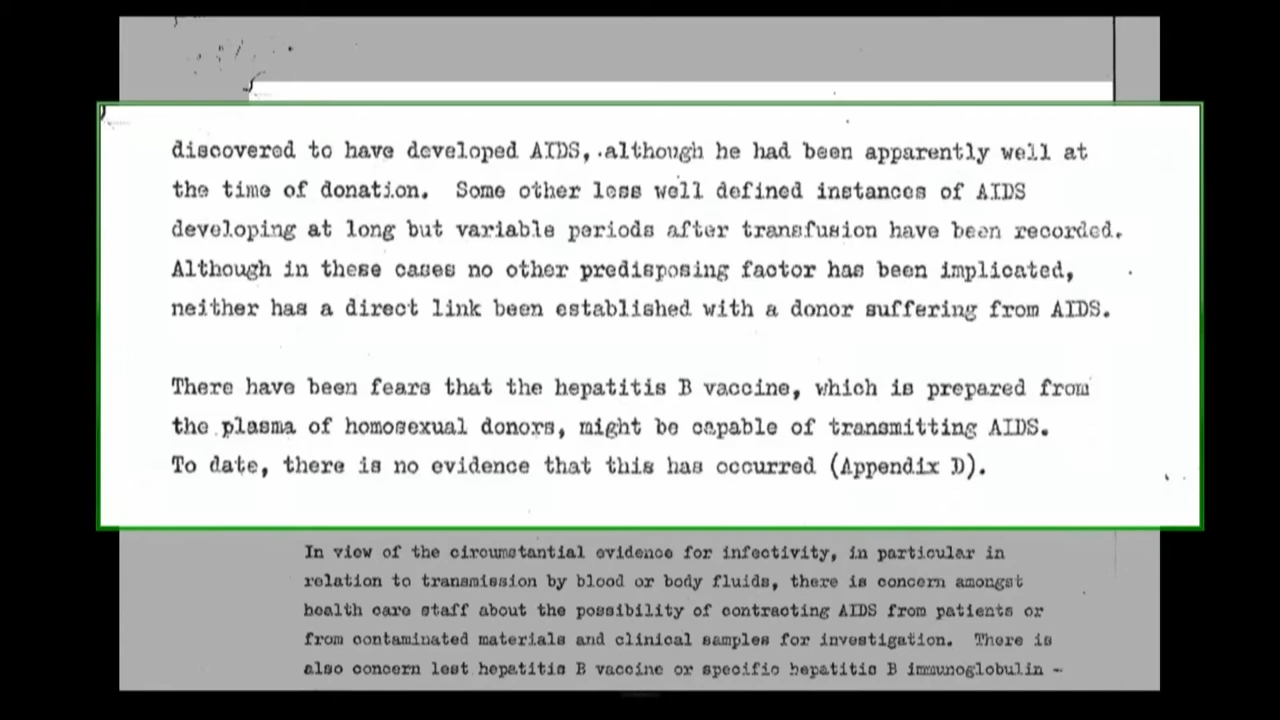 discovered to have developed AIDS, although he had been apparently well at
the time of donation. Some other less well defined instances of AIDS
developing at long but variable periods after transfusion have been recorded.
Although in these cases no other predisposing factor has been implicated,
neither has a direct link been established with a donor suffering from AIDS.
There have been fears that the hepatitis B vaccine, which is prepared from
the plasma of homosexual donors, might be capable of transmitting AIDS.
To date, there is no evidence that this has occurred (Appendix D).
In view of the circumstantial evidence for infectivity, in particular in
relation to transmission by blood or body fluids, there is concern amongst
health care staff about the possibility of contracting AIDS from patients or
from contaminated materials and clinical samples for investigation. There is
also concern lest hepatitis B vaccine or specific hepatitis B immunoglobulin -